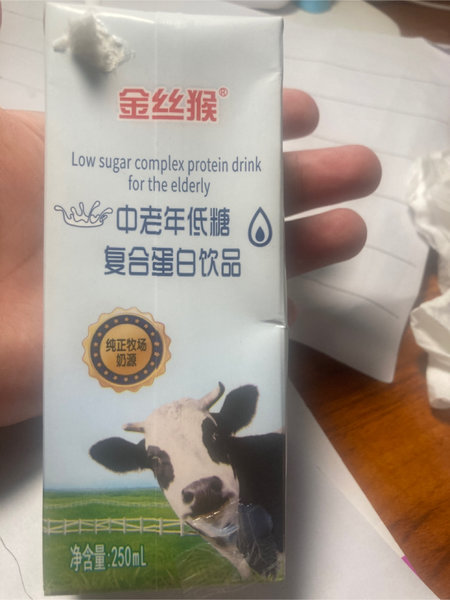 金丝猴®
Low sugar complex protein drink
for the elderly
中老年低糖
复合蛋白饮品
纯正牧场
奶源
净含量:250mL